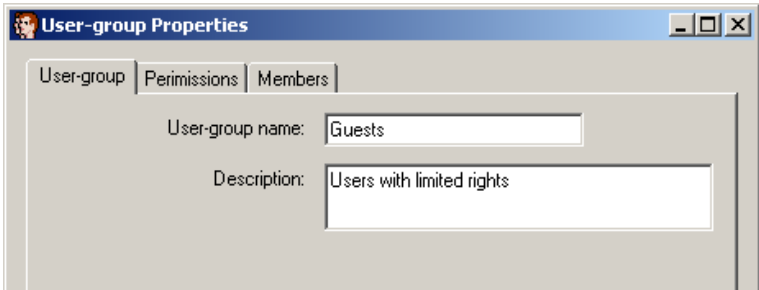 User-group Properties
User-group Perimissions Members
User-group name: Guests
Description: Users with limited rights